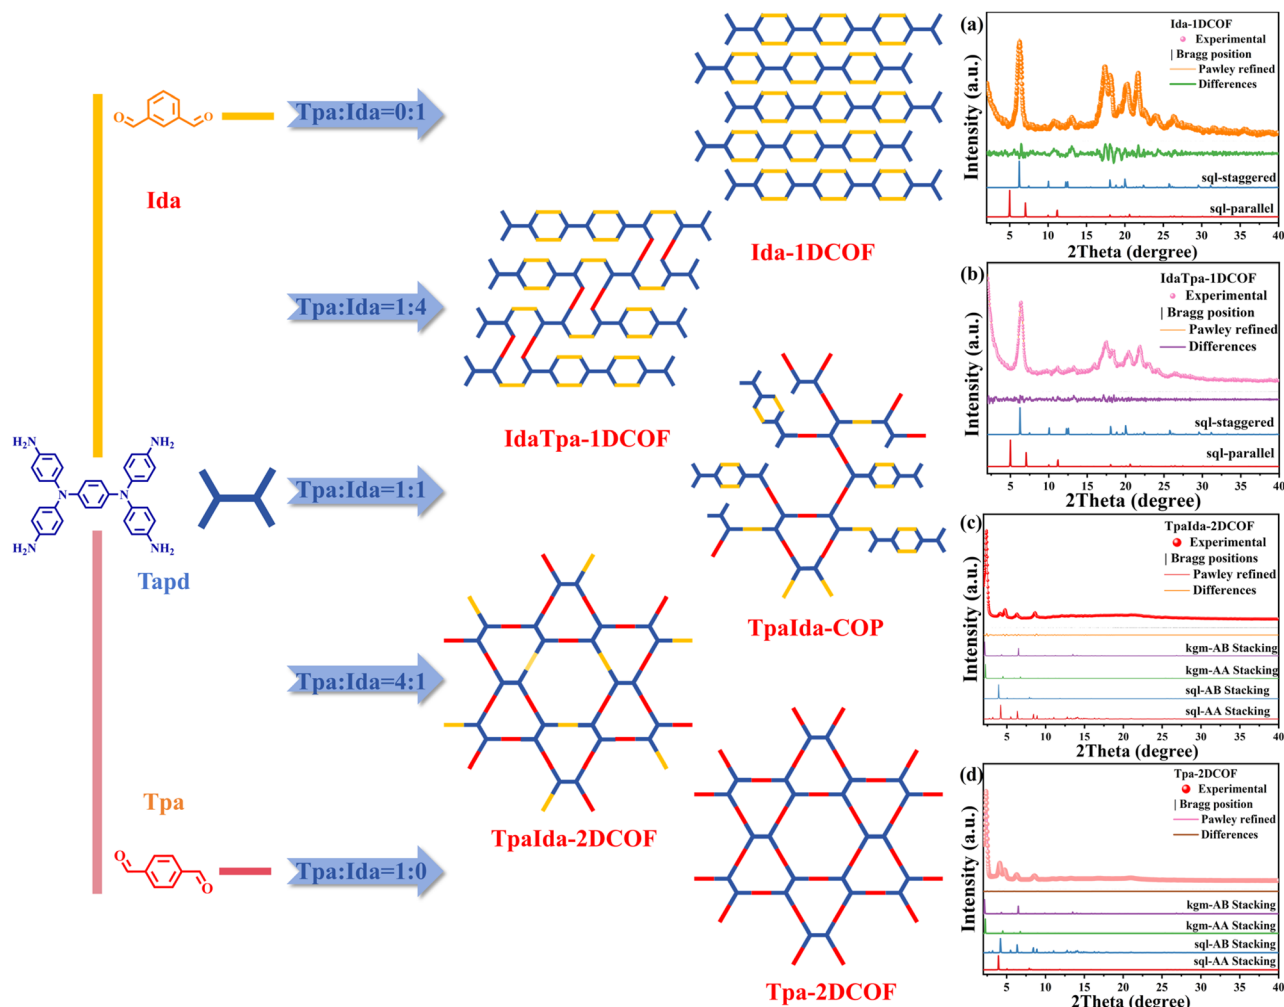 O
O
Ida
Tpa:Ida=0:1
Ida-1DCOF
Tpa:Ida=1:4
IdaTpa-1DCOF
H₂N
NH₂
N
N
H₂N
NH₂
Tapd
Tpa:Ida=1:1
TpaIda-COP
Tpa:Ida=4:1
TpaIda-2DCOF
Tpa
O
O
Tpa:Ida=1:0
Tpa-2DCOF
(a)
Ida-1DCOF
Experimental
| Bragg position
Pawley refined
Differences
Intensity (a.u.)
sql-staggered
sql-parallel
5 10 15 20 25 30 35 40
2Theta (dergree)
(b)
IdaTpa-1DCOF
Experimental
| Bragg position
Pawley refined
Differences
Intensity (a.u.)
sql-staggered
sql-parallel
5 10 15 20 25 30 35 40
2Theta (degree)
(c)
TpaIda-2DCOF
Experimental
| Bragg positions
Pawley refined
Differences
Intensity (a.u.)
kgm-AB Stacking
kgm-AA Stacking
sql-AB Stacking
sql-AA Stacking
5 10 15 20 25 30 35 40
2Theta (degree)
(d)
Tpa-2DCOF
Experimental
| Bragg position
Pawley refined
Differences
Intensity (a.u.)
kgm-AB Stacking
kgm-AA Stacking
sql-AB Stacking
sql-AA Stacking
5 10 15 20 25 30 35 40
2Theta (degree)